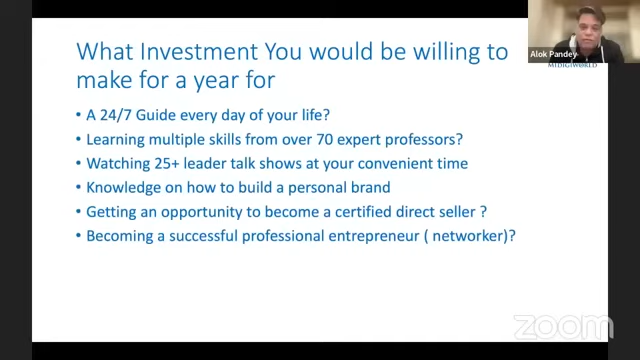 What Investment You would be willing to
make for a year for
• A 24/7 Guide every day of your life?
• Learning multiple skills from over 70 expert professors?
• Watching 25+ leader talk shows at your convenient time
• Knowledge on how to build a personal brand
• Getting an opportunity to become a certified direct seller ?
• Becoming a successful professional entrepreneur ( networker)?
Alok Pandey
MIDIGIWORLD
zoom